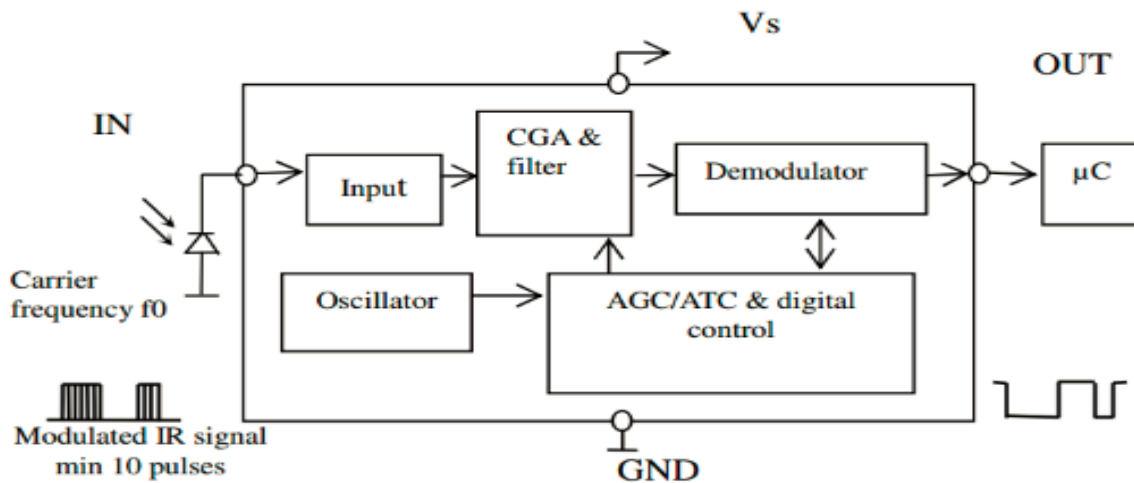 Vs
OUT
IN
CGA &
filter
Input
Demodulator
μC
Carrier
frequency f0
Oscillator
AGC/ATC & digital
control
Modulated IR signal
min 10 pulses
GND